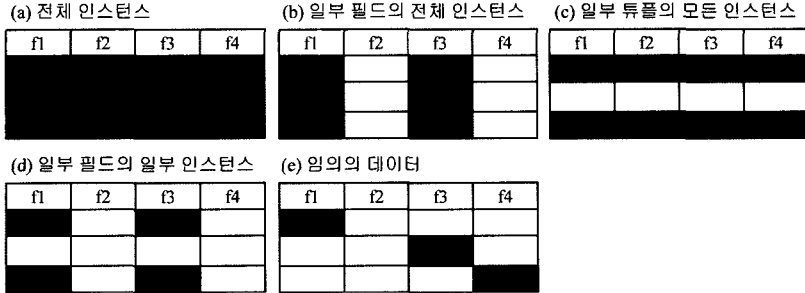 (a) 전체 인스턴스
f1 f2 f3 f4
(b) 일부 필드의 전체 인스턴스
f1 f2 f3 f4
(c) 일부 튜플의 모든 인스턴스
f1 f2 f3 f4
(d) 일부 필드의 일부 인스턴스
f1 f2 f3 f4
(e) 임의의 데이터
f1 f2 f3 f4